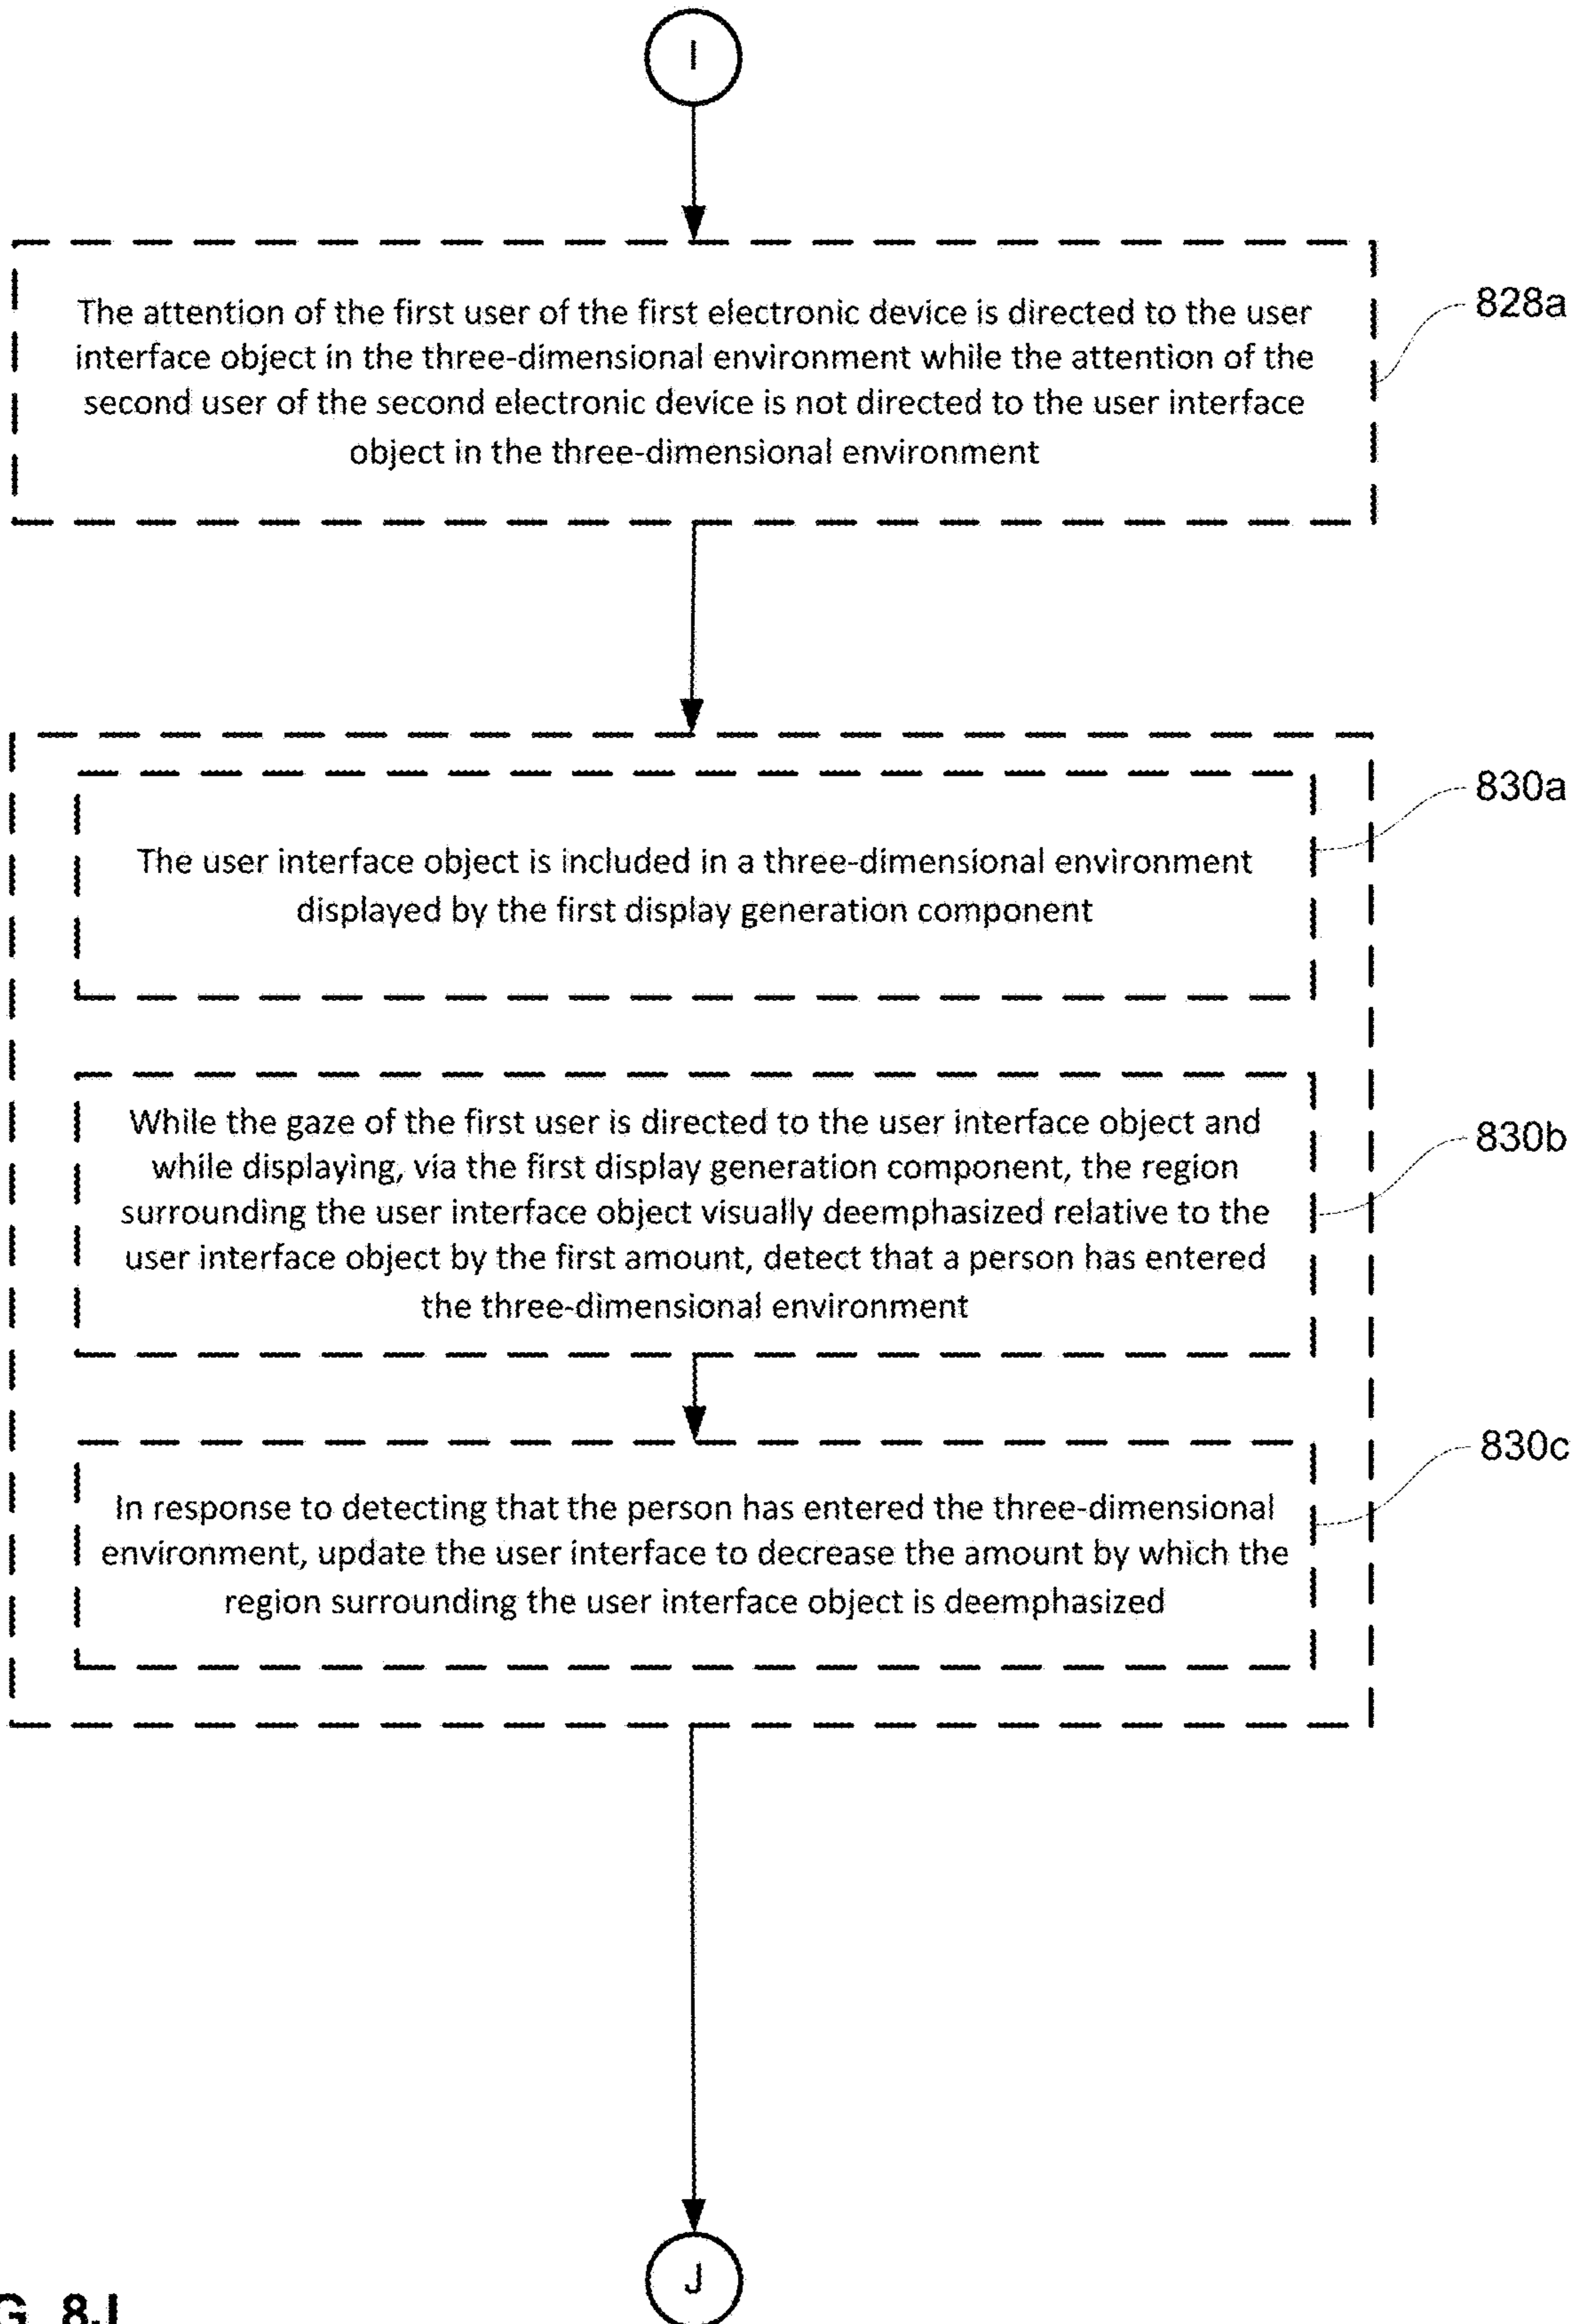 I
The attention of the first user of the first electronic device is directed to the user
interface object in the three-dimensional environment while the attention of the
second user of the second electronic device is not directed to the user interface
object in the three-dimensional environment
828a
The user interface object is included in a three-dimensional environment
displayed by the first display generation component
830a
While the gaze of the first user is directed to the user interface object and
while displaying, via the first display generation component, the region
surrounding the user interface object visually deemphasized relative to the
user interface object by the first amount, detect that a person has entered
the three-dimensional environment
830b
In response to detecting that the person has entered the three-dimensional
environment, update the user interface to decrease the amount by which the
region surrounding the user interface object is deemphasized
830c
J
G. 8J